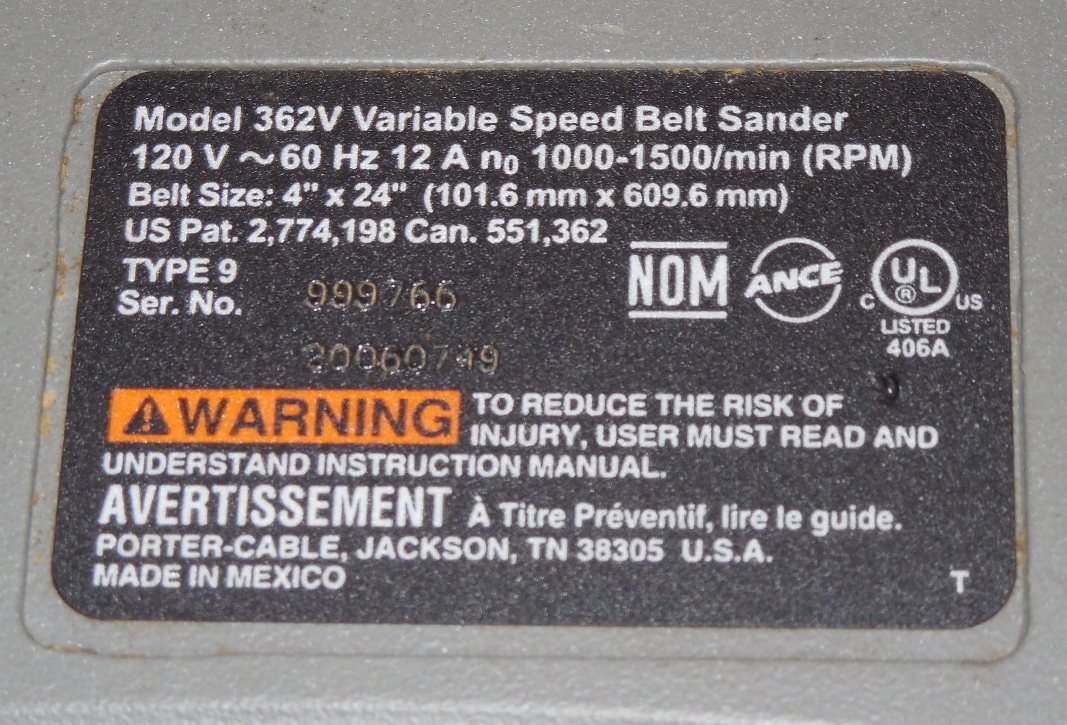 Model 362V Variable Speed Belt Sander
120 V ~ 60 Hz 12 A n₀ 1000-1500/min (RPM)
Belt Size: 4" x 24" (101.6 mm x 609.6 mm)
US Pat. 2,774,198 Can. 551,362
TYPE 9
Ser. No. 999766
NOM ANCE C UL® US
LISTED
406A
WARNING TO REDUCE THE RISK OF
INJURY, USER MUST READ AND
UNDERSTAND INSTRUCTION MANUAL.
AVERTISSEMENT À Titre Préventif, lire le guide.
PORTER-CABLE, JACKSON, TN 38305 U.S.A.
MADE IN MEXICO
T